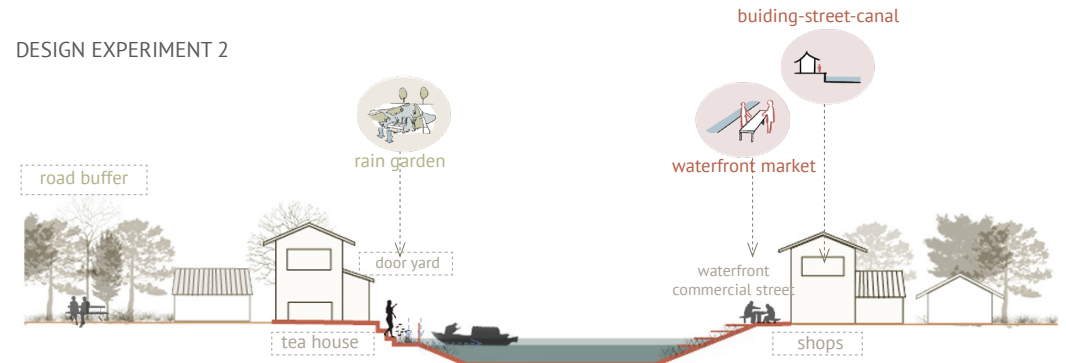 buiding-street-canal
DESIGN EXPERIMENT 2
rain garden
waterfront market
road buffer
door yard
waterfront
commercial street
tea house
shops